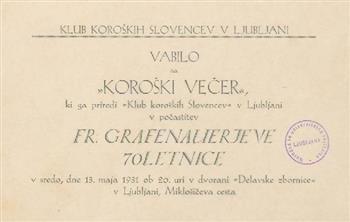 KLUB KOROŠKIH SLOVENCEV V LJUBLJANI
VABILO
na
„KOROŠKI VEČER„,
ki ga priredi »Klub koroških Slovencev« v Ljubljani
v počastitev
FR. GRAFENAUERJEVE
70LETNICE
v sredo, dne 13. maja 1931 ob 20. uri v dvorani »Delavske zbornice«
v Ljubljani, Miklošičeva cesta.
LJUBLJANA